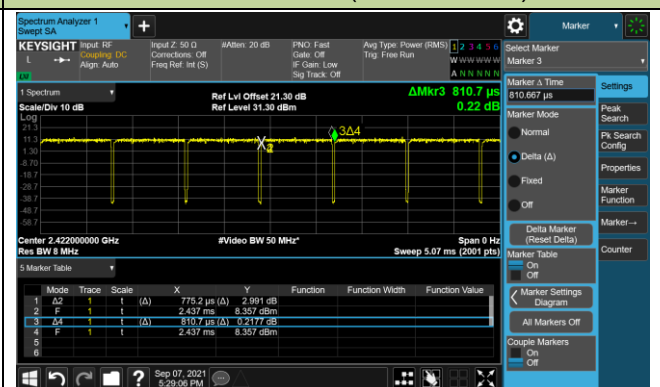 Spectrum Analyzer 1
Swept SA
Marker
KEYSIGHT
L
Input: RF
Coupling: DC
Align: Auto
Input Z: 50 Ω
Corrections: Off
Freq Ref: Int (S)
#Atten: 20 dB
PNO: Fast
Gate: Off
IF Gain: Low
Sig Track: Off
Avg Type: Power (RMS)
Trig: Free Run
1 2 3 4 5 6
W W W W W W
A N N N N N
Select Marker
Marker 3
1 Spectrum
Scale/Div 10 dB
Log
Ref Lvl Offset 21.30 dB
Ref Level 31.30 dBm
ΔMkr3 810.7 µs
0.22 dB
Marker Δ Time
810.667 µs
Settings
21.3
11.3
1.30
-8.70
-18.7
-28.7
-38.7
-48.7
-58.7
3Δ4
Marker Mode
Normal
Delta (Δ)
Fixed
Off
Peak Search
Pk Search Config
Properties
Marker Function
Marker→
Counter
Center 2.422000000 GHz
Res BW 8 MHz
#Video BW 50 MHz*
Span 0 Hz
Sweep 5.07 ms (2001 pts)
Delta Marker
(Reset Delta)
Marker Table
On
Off
5 Marker Table
Mode Trace Scale X Y Function Function Width Function Value
1 Δ2 1 t (Δ) 775.2 µs (Δ) 2.991 dB
2 F 1 t 2.437 ms 8.357 dBm
3 Δ4 1 t (Δ) 810.7 µs (Δ) 0.2177 dB
4 F 1 t 2.437 ms 8.357 dBm
5
6
Marker Settings
Diagram
All Markers Off
Couple Markers
On
Off
Sep 07, 2021
5:29:06 PM